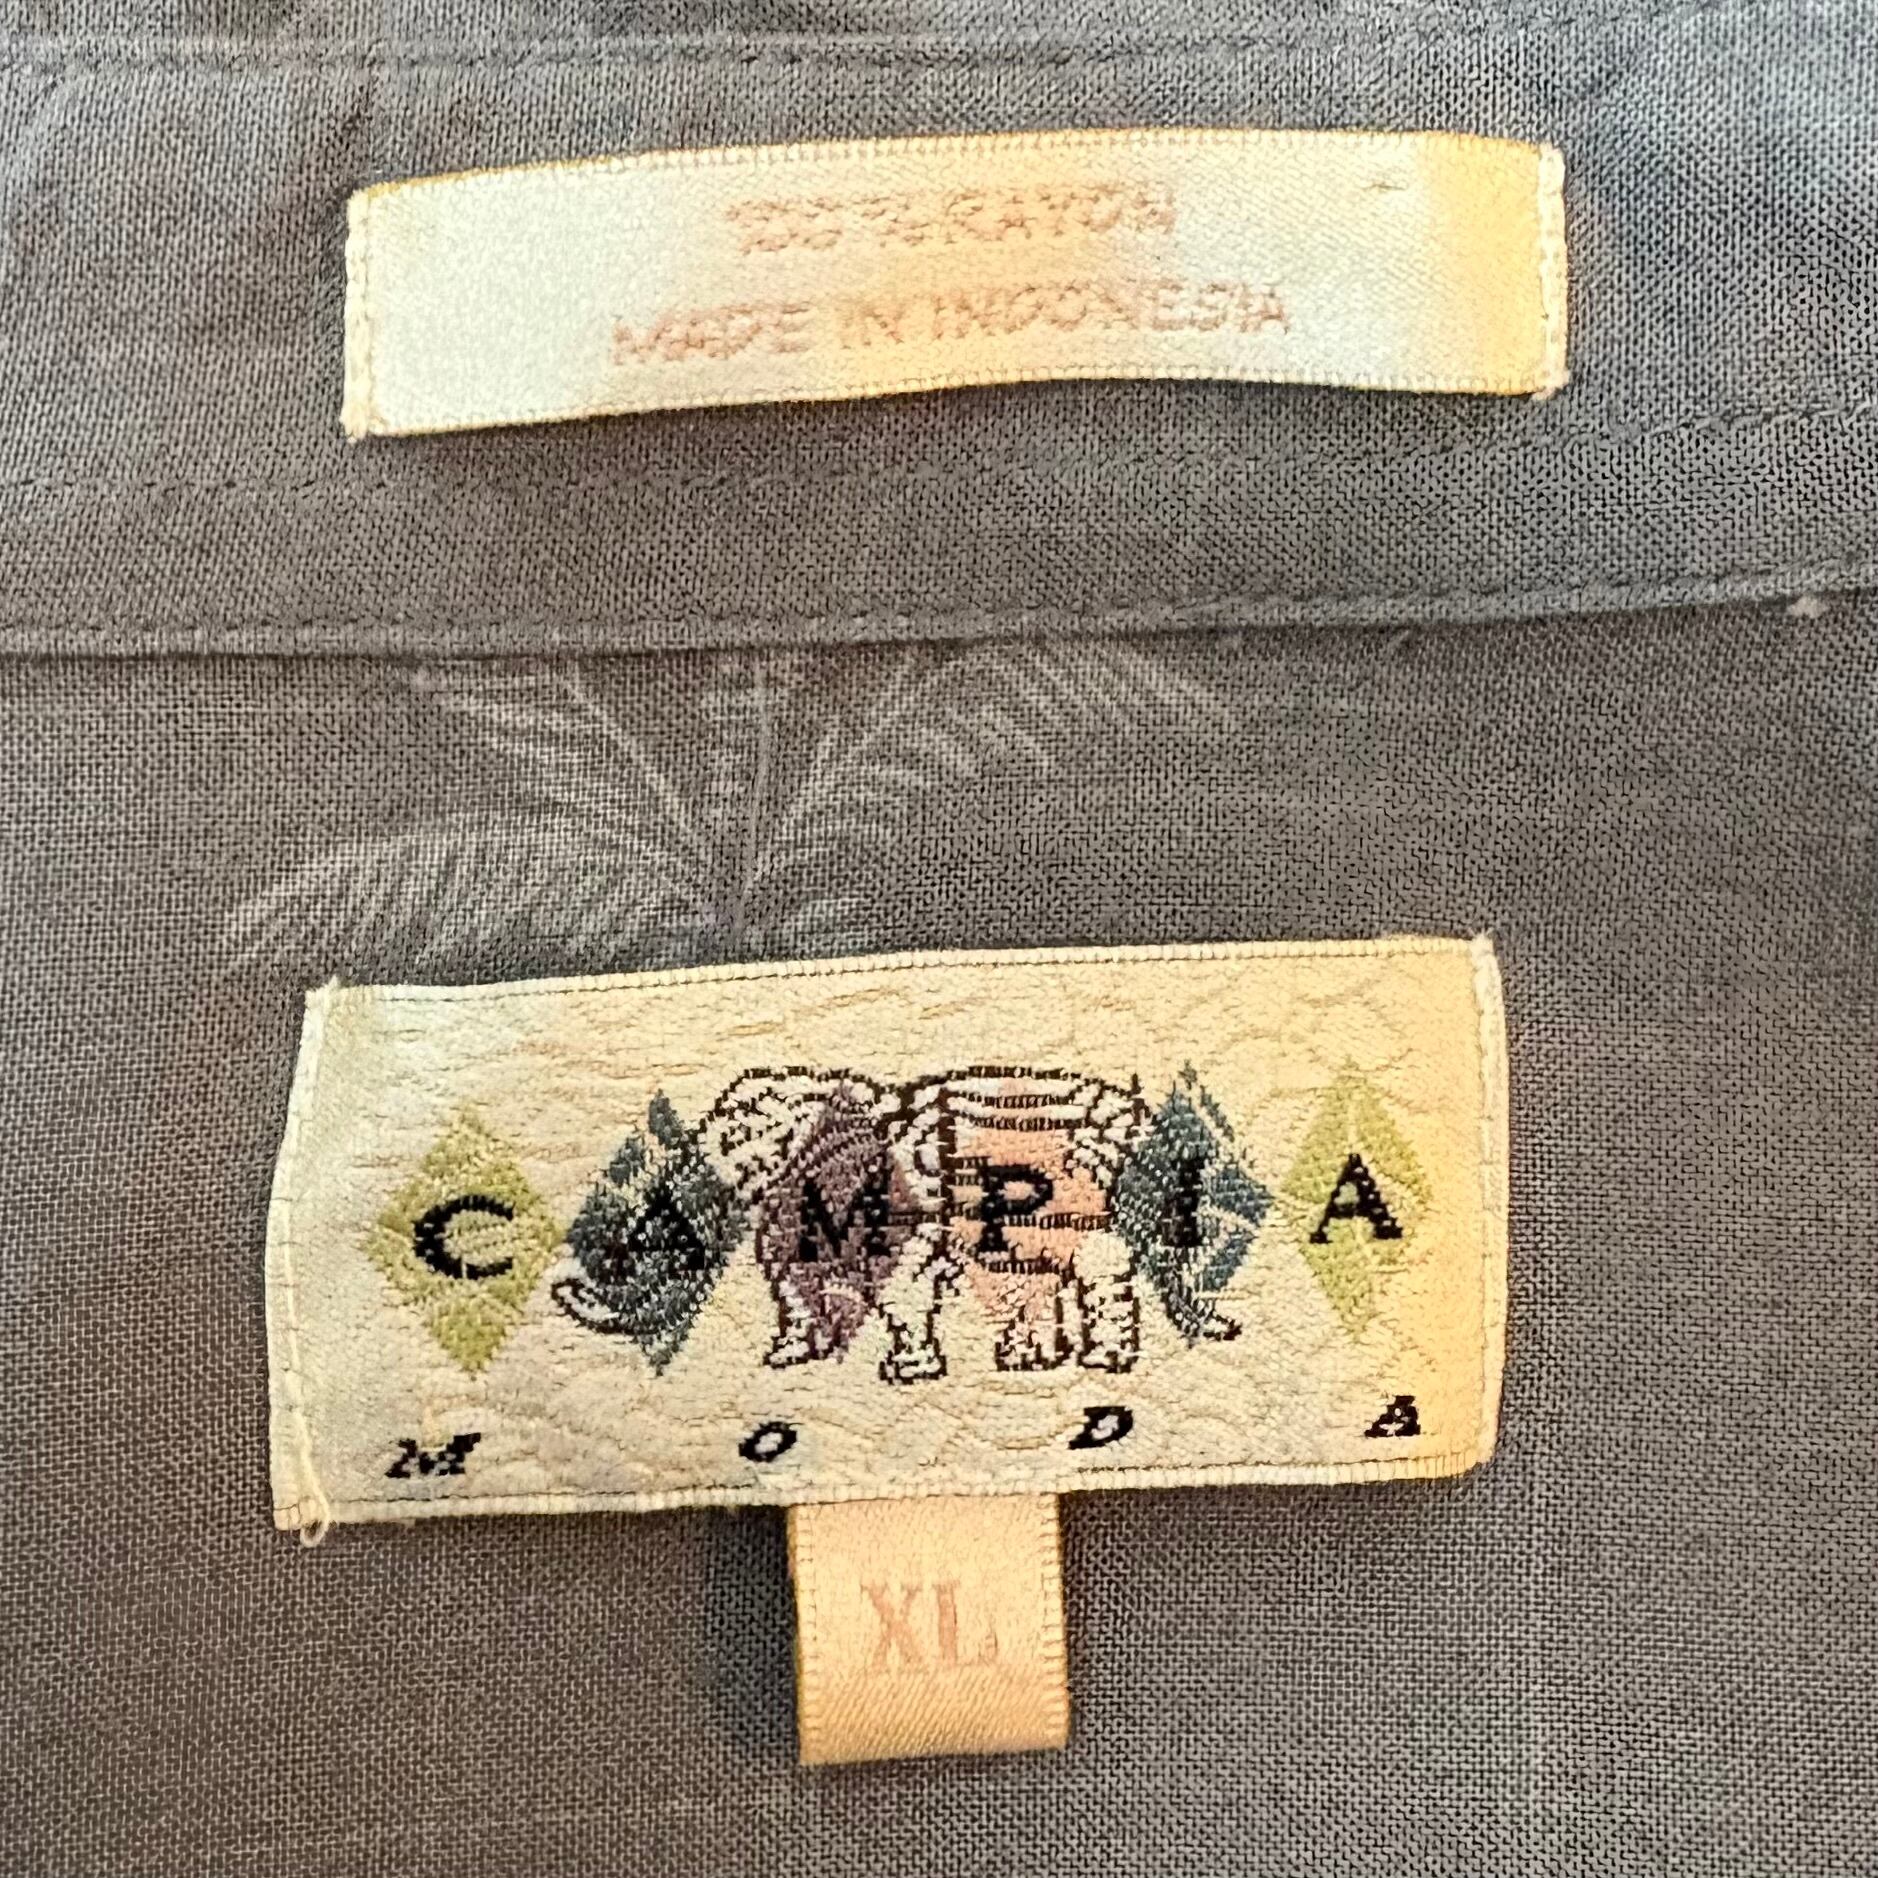 100% RAYON
MADE IN INDONESIA
CAMPIA
MODA
XL